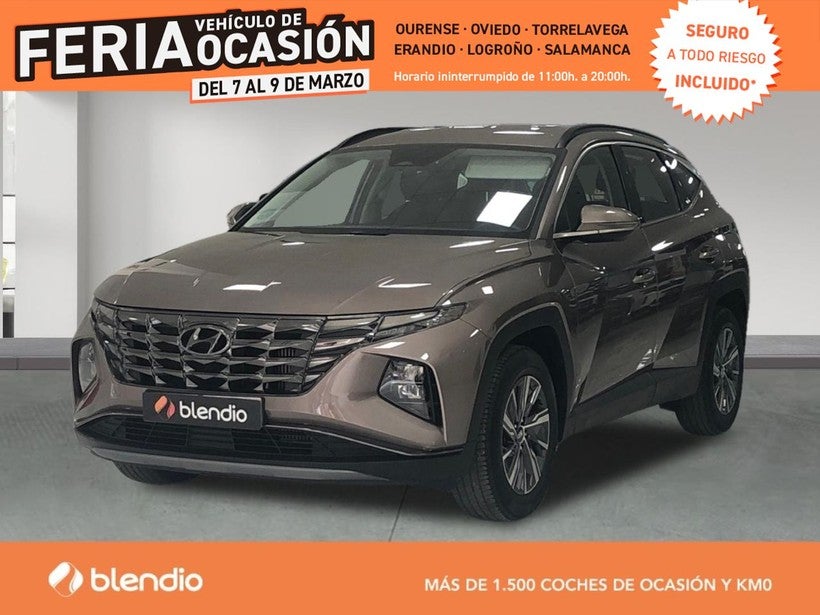 VEHÍCULO DE
FERIA OCASIÓN
DEL 7 AL 9 DE MARZO
OURENSE · OVIEDO · TORRELAVEGA
ERANDIO · LOGROÑO · SALAMANCA
Horario ininterrumpido de 11:00h. a 20:00h.
SEGURO
A TODO RIESGO
INCLUIDO*
blendio
blendio
MÁS DE 1.500 COCHES DE OCASIÓN Y KM0